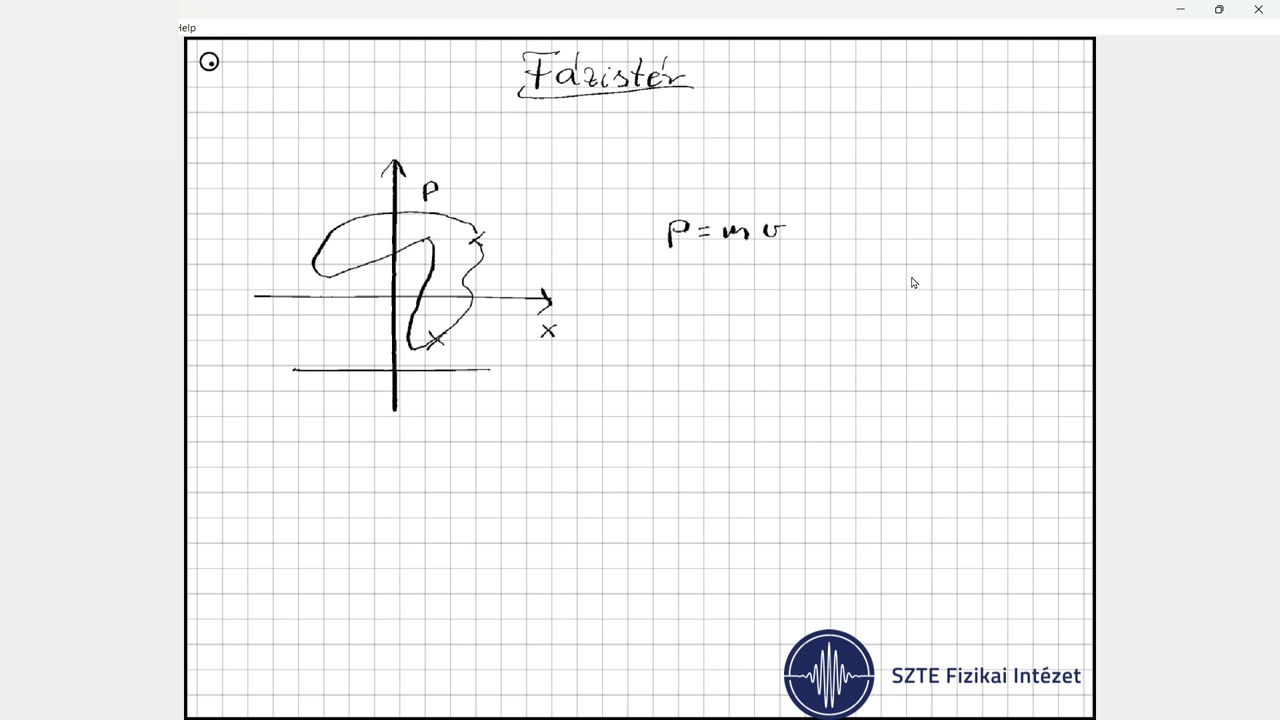 Help
Fázistér
p
p = m v
x
SZTE Fizikai Intézet